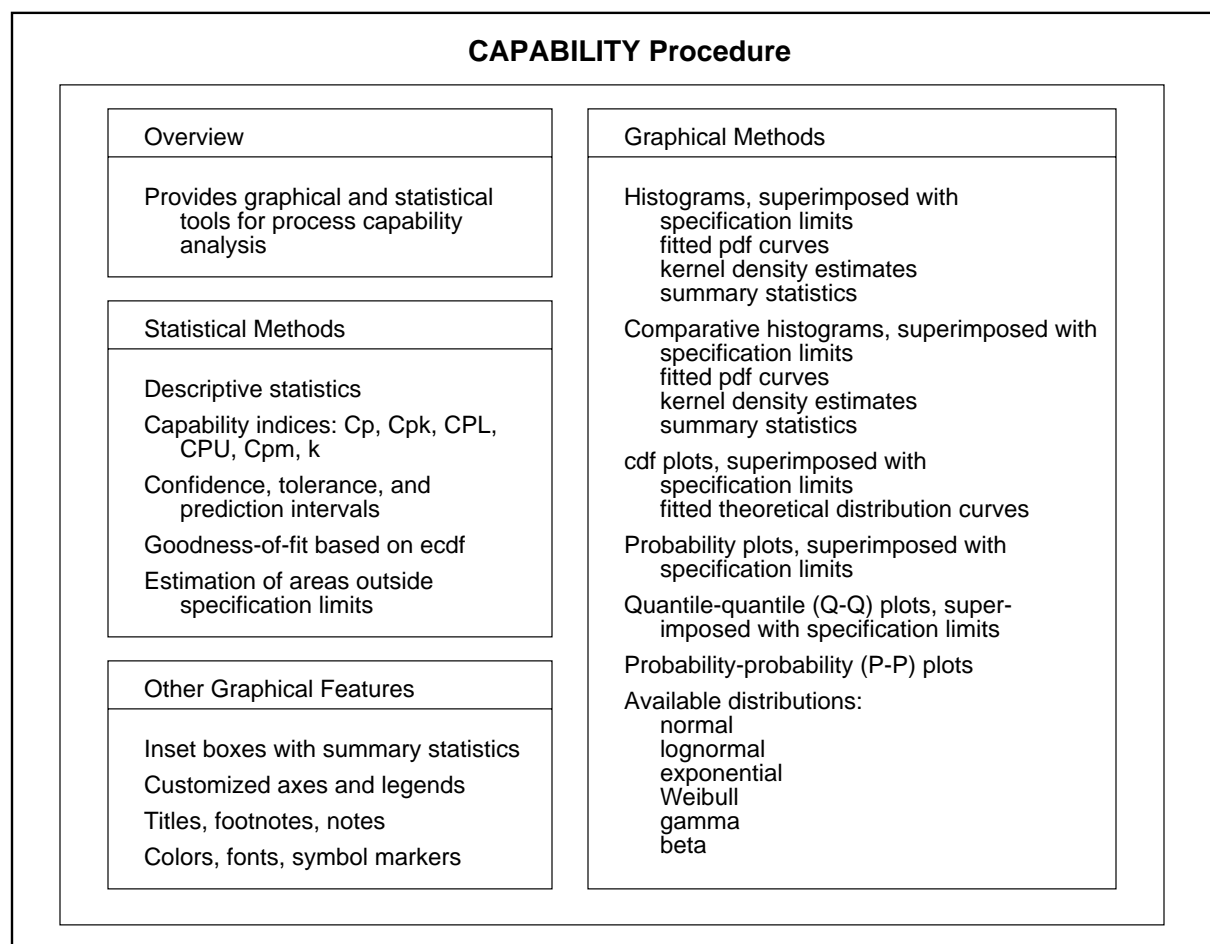 CAPABILITY Procedure
Overview
Provides graphical and statistical
tools for process capability
analysis
Statistical Methods
Descriptive statistics
Capability indices: Cp, Cpk, CPL,
CPU, Cpm, k
Confidence, tolerance, and
prediction intervals
Goodness-of-fit based on ecdf
Estimation of areas outside
specification limits
Other Graphical Features
Inset boxes with summary statistics
Customized axes and legends
Titles, footnotes, notes
Colors, fonts, symbol markers
Graphical Methods
Histograms, superimposed with
specification limits
fitted pdf curves
kernel density estimates
summary statistics
Comparative histograms, superimposed with
specification limits
fitted pdf curves
kernel density estimates
summary statistics
cdf plots, superimposed with
specification limits
fitted theoretical distribution curves
Probability plots, superimposed with
specification limits
Quantile-quantile (Q-Q) plots, super-
imposed with specification limits
Probability-probability (P-P) plots
Available distributions:
normal
lognormal
exponential
Weibull
gamma
beta